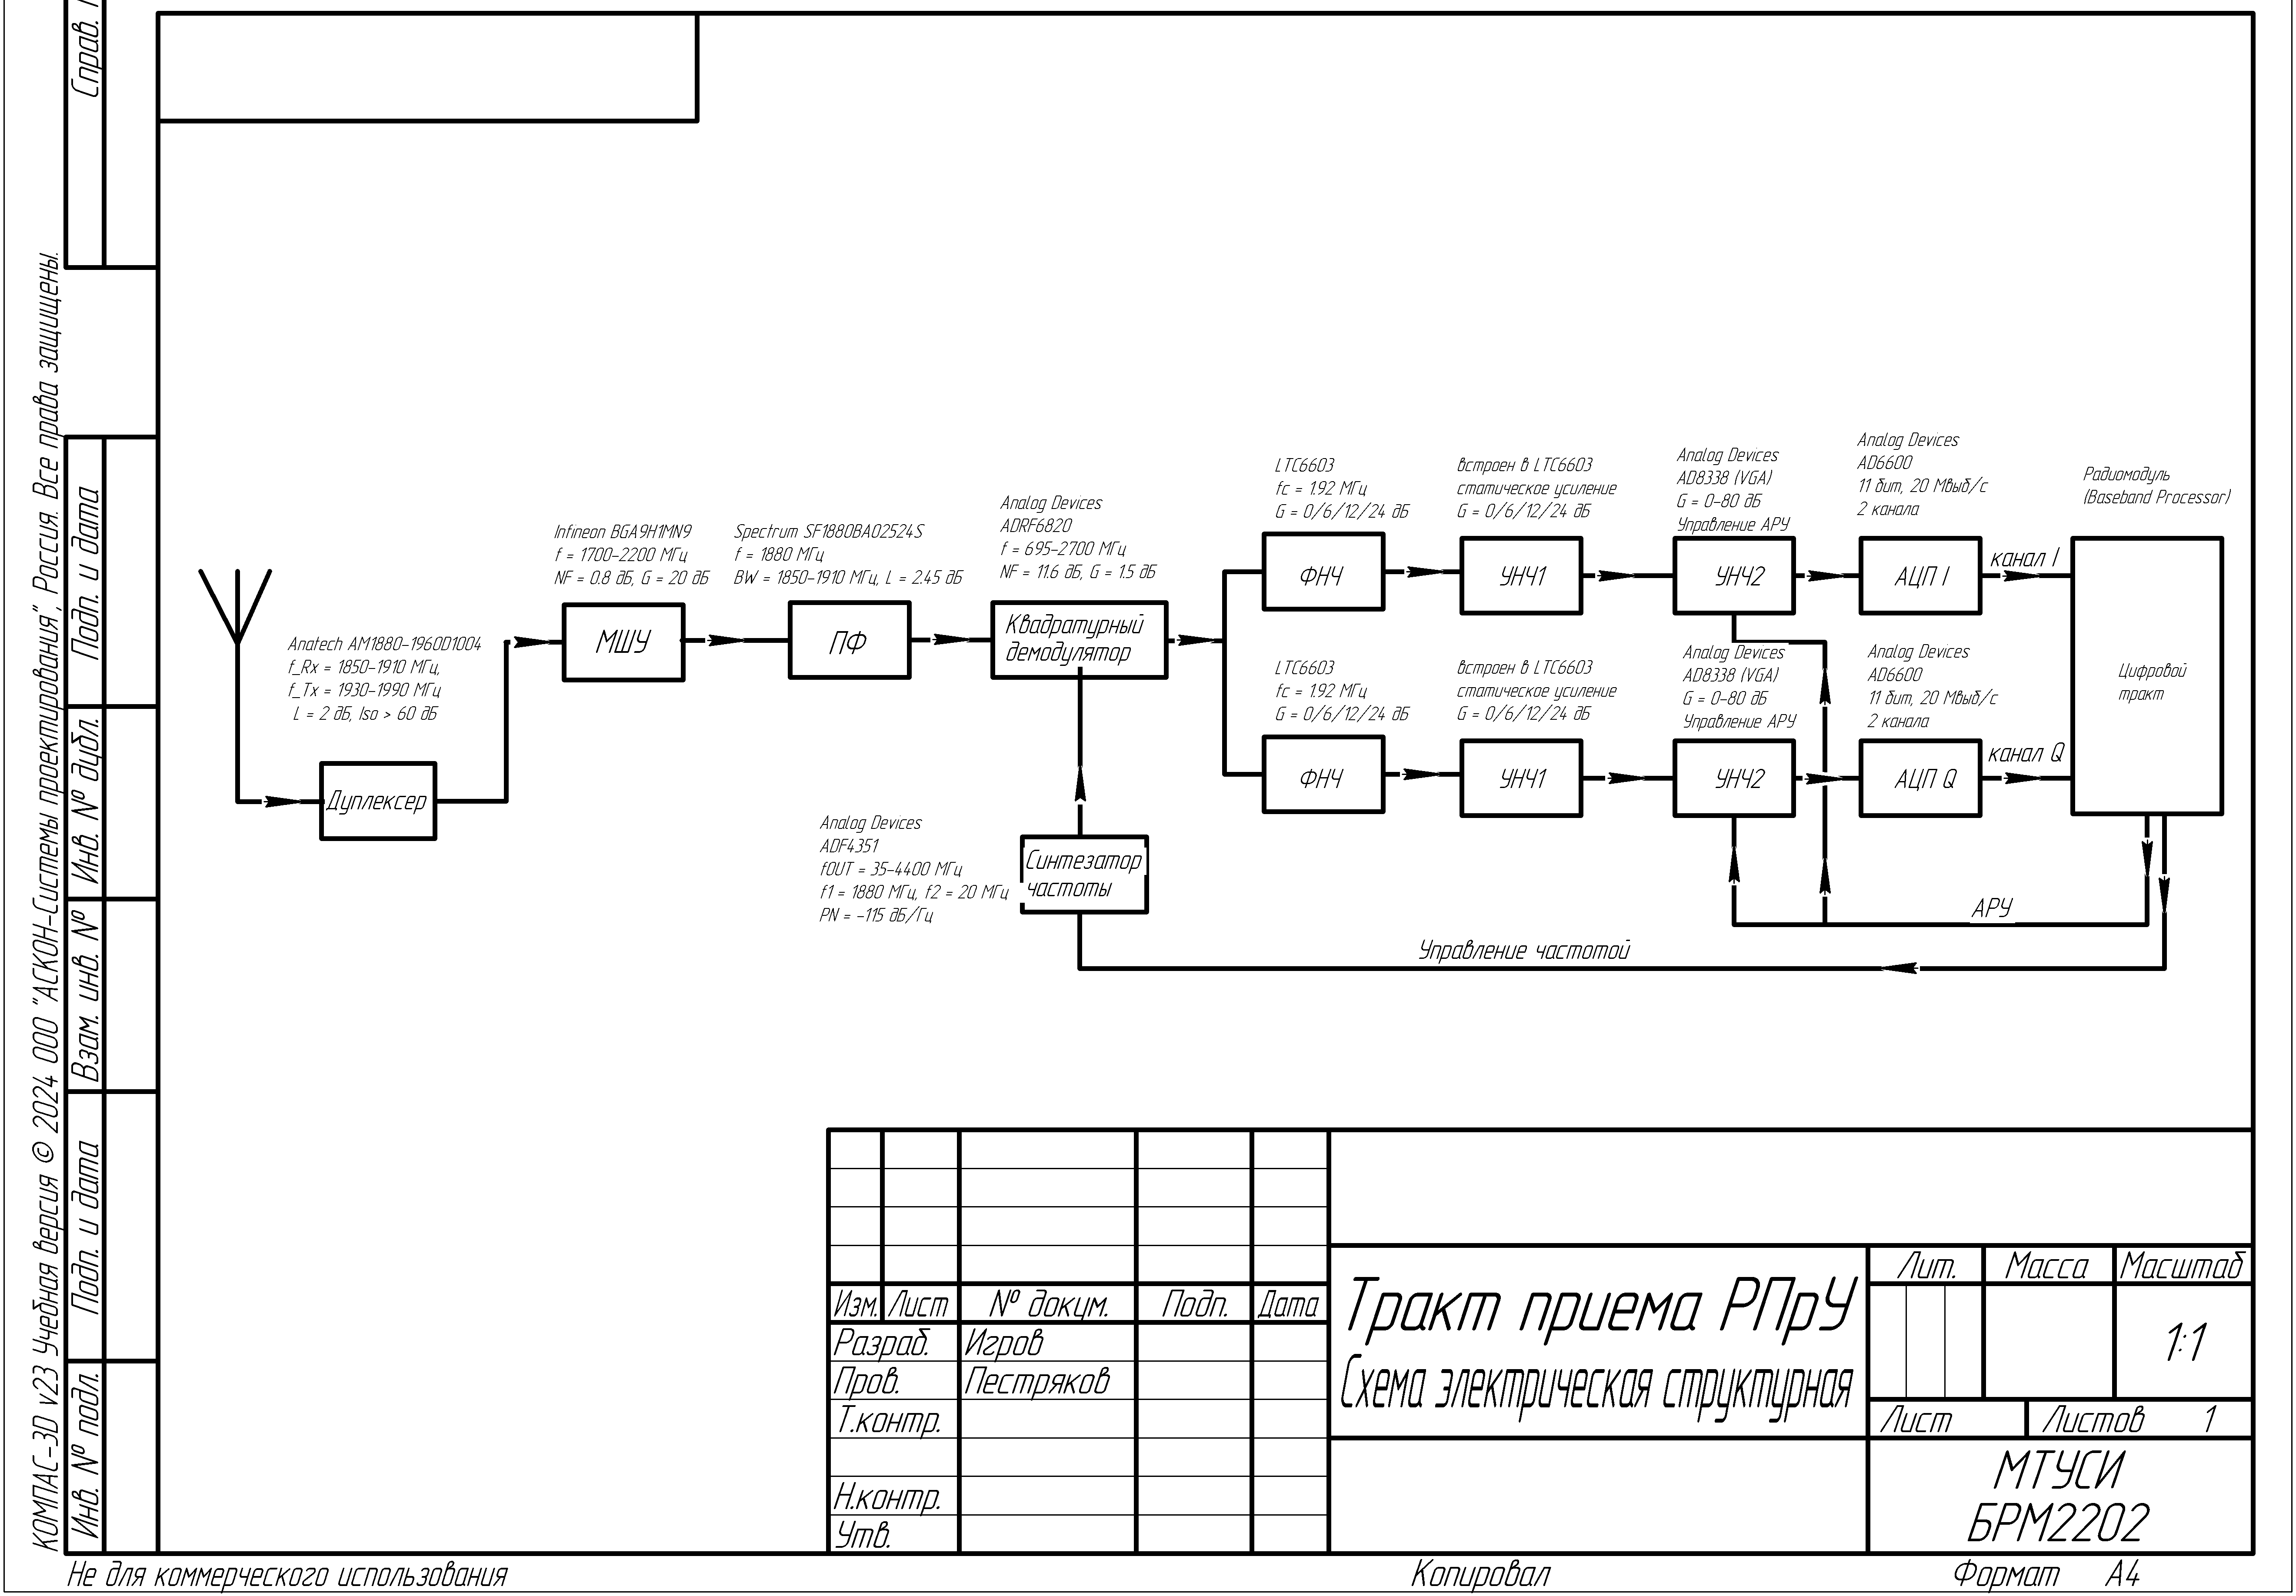 Справ.
КОМПАС-3D v23 Учебная версия © 2024 ООО "АСКОН-Системы проектирования", Россия. Все права защищены.
Подп. и дата
Инв. № дубл.
Взам. инв. №
Подп. и дата
Инв. № подл.
Anatech AM1880-1960D1004
f_Rx = 1850-1910 МГц,
f_Tx = 1930-1990 МГц
L = 2 дБ, Iso > 60 дБ
Дуплексер
Infineon BGA9H1MN9
f = 1700-2200 МГц
NF = 0.8 дБ, G = 20 дБ
МШУ
Spectrum SF1880BA02524S
f = 1880 МГц
BW = 1850-1910 МГц, L = 2.45 дБ
ПФ
Analog Devices
ADRF6820
f = 695-2700 МГц
NF = 11.6 дБ, G = 1.5 дБ
Квадратурный
демодулятор
Analog Devices
ADF4351
fOUT = 35-4400 МГц
f1 = 1880 МГц, f2 = 20 МГц
PN = -115 дБ/Гц
Синтезатор
частоты
LTC6603
fc = 1.92 МГц
G = 0/6/12/24 дБ
ФНЧ
встроен в LTC6603
статическое усиление
G = 0/6/12/24 дБ
УНЧ1
Analog Devices
AD8338 (VGA)
G = 0-80 дБ
Управление АРУ
УНЧ2
Analog Devices
AD6600
11 бит, 20 Мвыб/с
2 канала
АЦП I
канал I
Радиомодуль
(Baseband Processor)
Цифровой
тракт
LTC6603
fc = 1.92 МГц
G = 0/6/12/24 дБ
ФНЧ
встроен в LTC6603
статическое усиление
G = 0/6/12/24 дБ
УНЧ1
Analog Devices
AD8338 (VGA)
G = 0-80 дБ
Управление АРУ
УНЧ2
Analog Devices
AD6600
11 бит, 20 Мвыб/с
2 канала
АЦП Q
канал Q
АРУ
Управление частотой
Изм. Лист № докум. Подп. Дата
Разраб. Игров
Пров. Пестряков
Т.контр.
Н.контр.
Утв.
Тракт приема РПрУ
Схема электрическая структурная
Лит. Масса Масштаб
1:1
Лист Листов 1
МТУСИ
БРМ2202
Не для коммерческого использования
Копировал
Формат А4